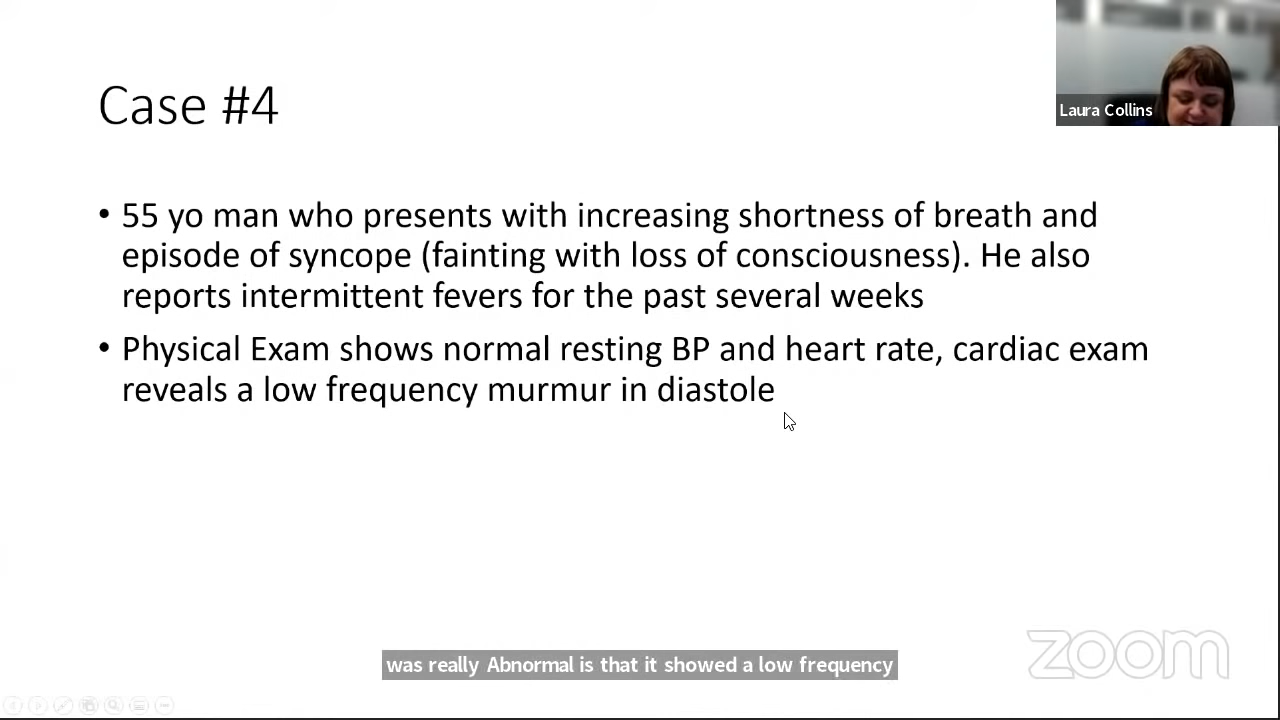 Case #4
Laura Collins
• 55 yo man who presents with increasing shortness of breath and
episode of syncope (fainting with loss of consciousness). He also
reports intermittent fevers for the past several weeks
• Physical Exam shows normal resting BP and heart rate, cardiac exam
reveals a low frequency murmur in diastole
zoom
was really Abnormal is that it showed a low frequency